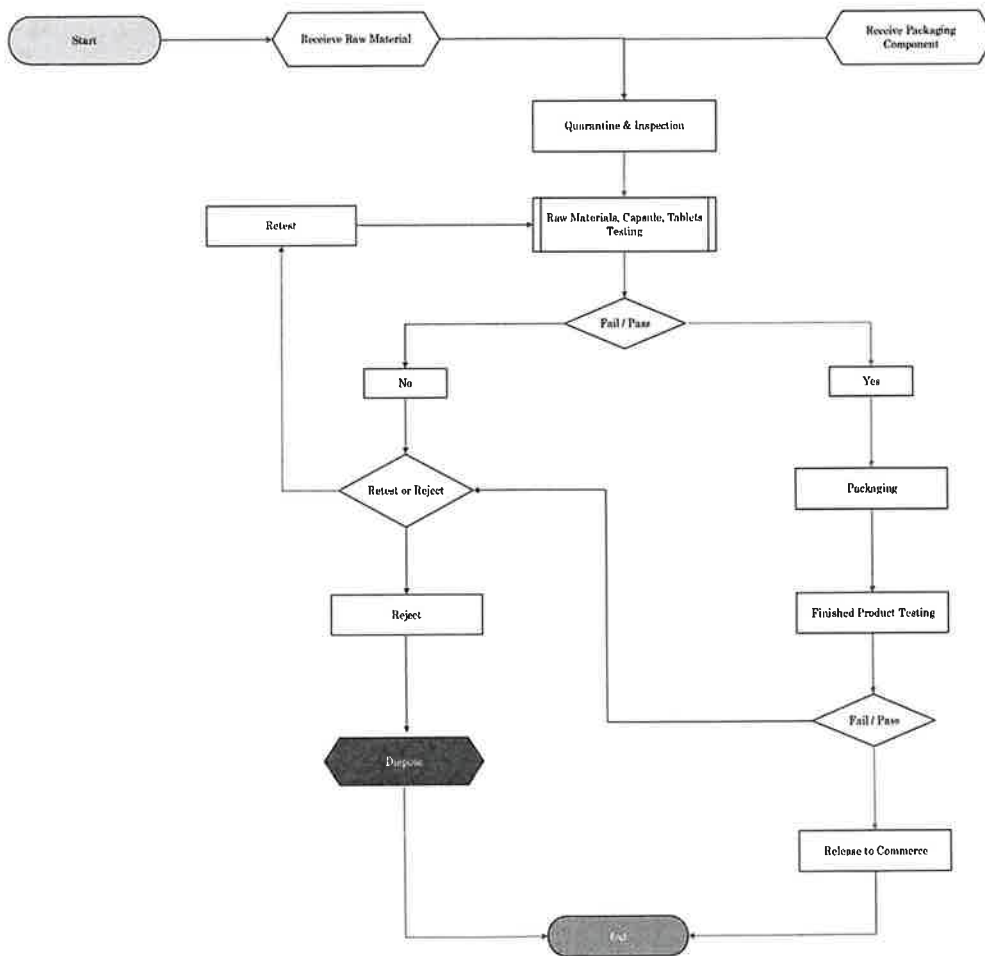 Start
Receieve Raw Material
Receive Packaging
Component
Quarantine & Inspection
Retest
Raw Materials, Capsule, Tablets
Testing
Fail / Pass
No
Yes
Retest or Reject
Packaging
Reject
Finished Product Testing
Fail / Pass
Dispose
Release to Commerce
End